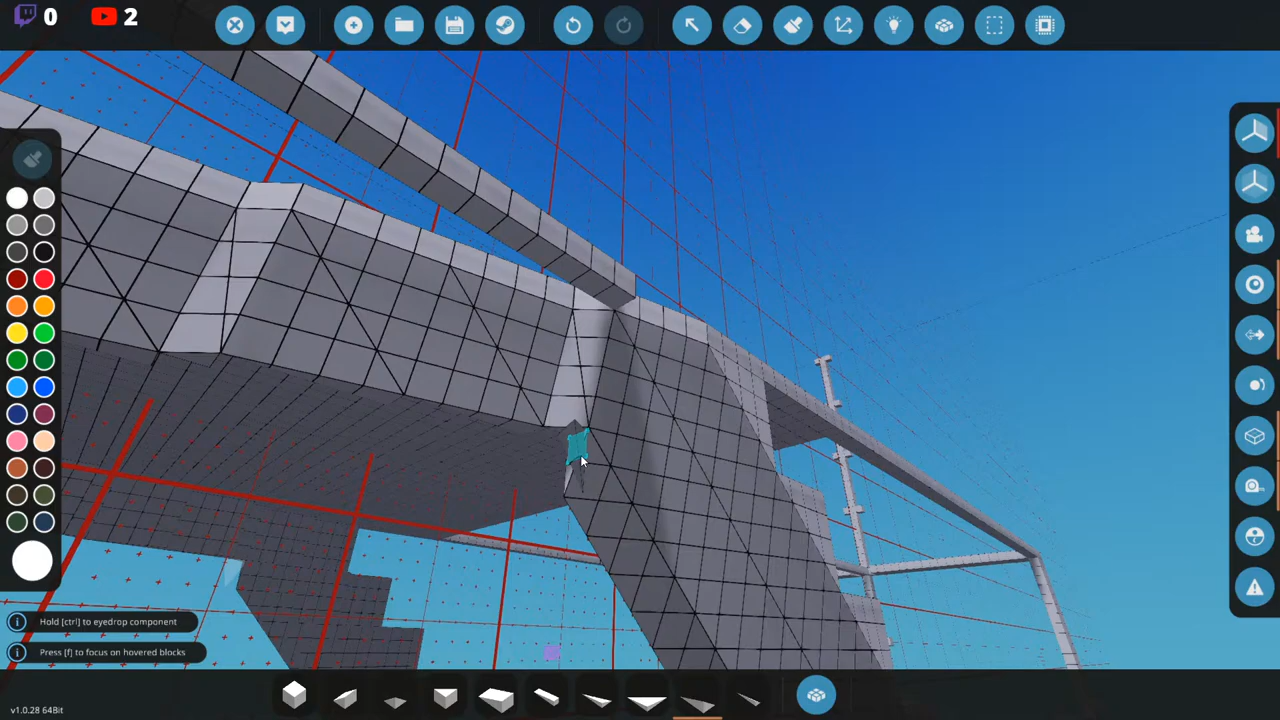 0
2
Hold [ctrl] to eyedrop component
Press [f] to focus on hovered blocks
v1.0.28 64Bit